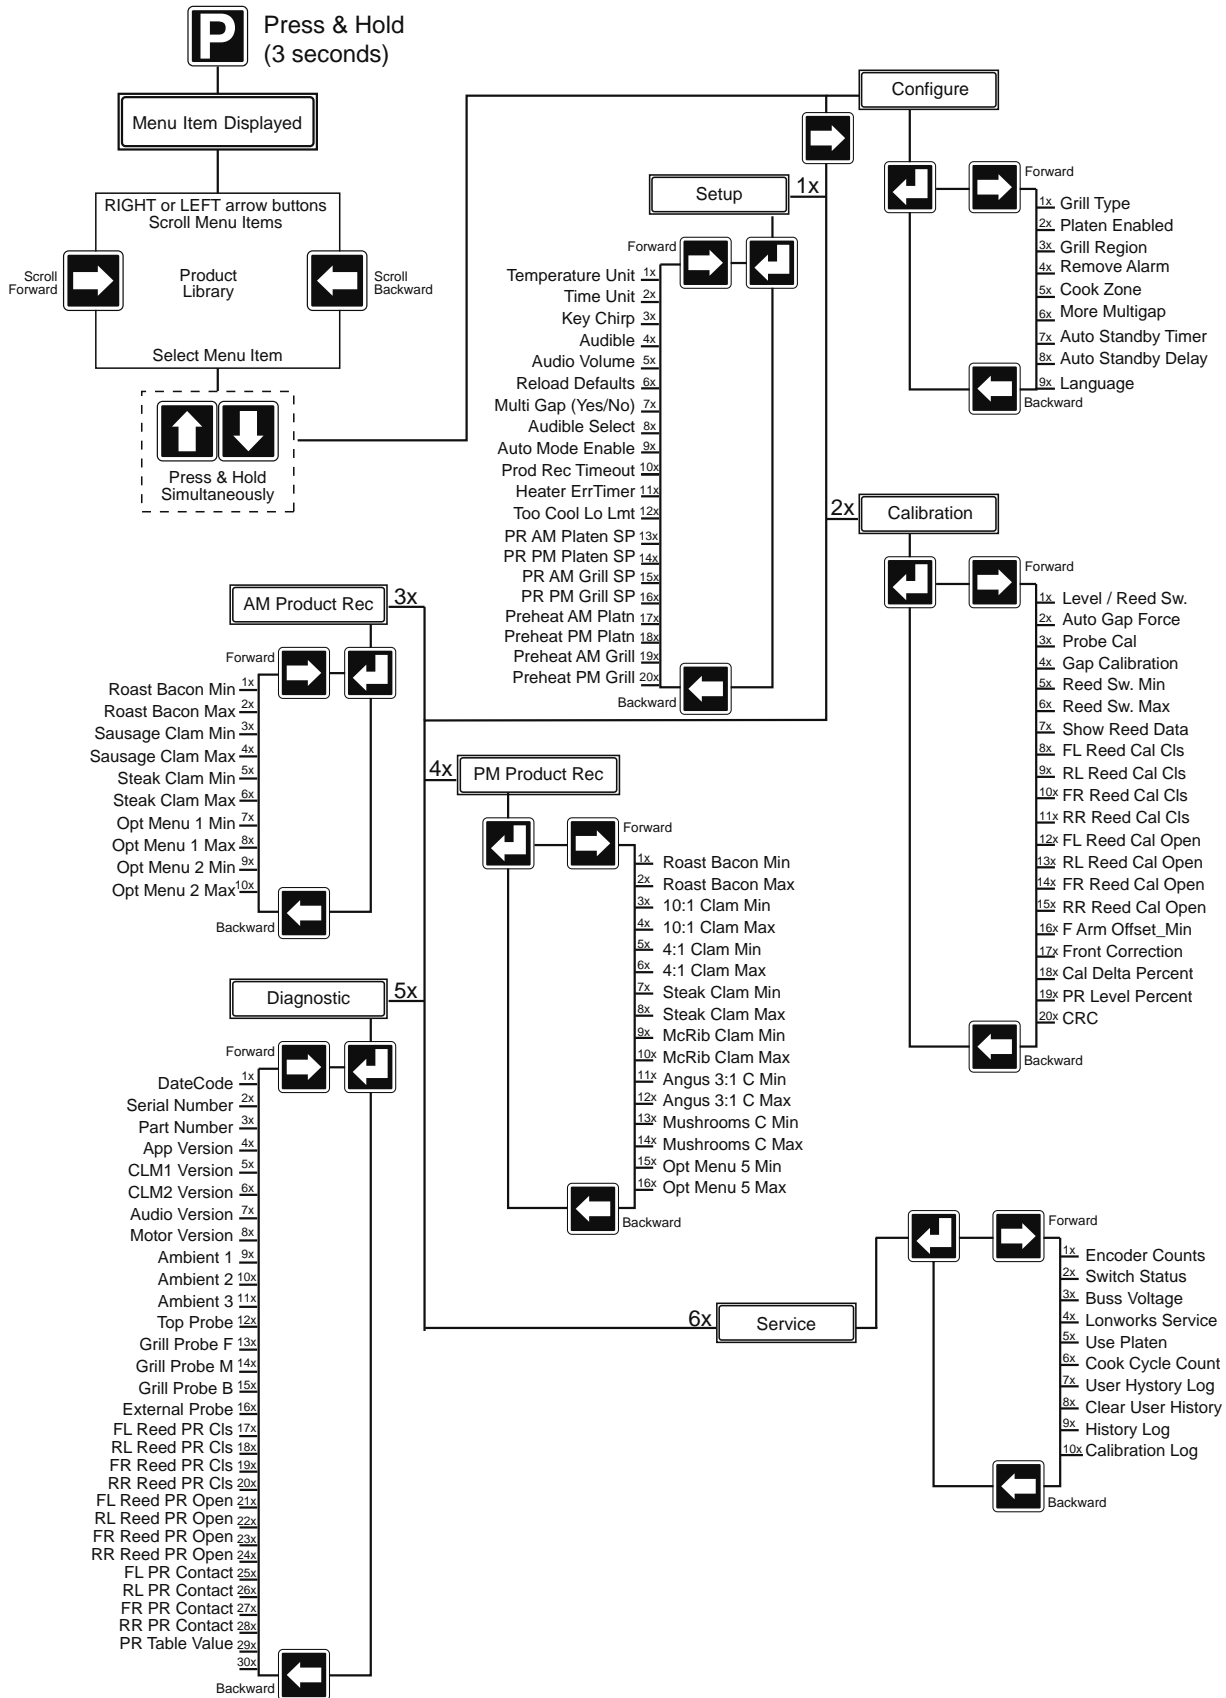 P
Press & Hold
(3 seconds)
Menu Item Displayed
RIGHT or LEFT arrow buttons
Scroll Menu Items
Scroll
Forward
Product
Library
Scroll
Backward
Select Menu Item
Press & Hold
Simultaneously
Configure
Forward
1x Grill Type
2x Platen Enabled
3x Grill Region
4x Remove Alarm
5x Cook Zone
6x More Multigap
7x Auto Standby Timer
8x Auto Standby Delay
9x Language
Backward
Setup
1x
Forward
Temperature Unit 1x
Time Unit 2x
Key Chirp 3x
Audible 4x
Audio Volume 5x
Reload Defaults 6x
Multi Gap (Yes/No) 7x
Audible Select 8x
Auto Mode Enable 9x
Prod Rec Timeout 10x
Heater ErrTimer 11x
Too Cool Lo Lmt 12x
PR AM Platen SP 13x
PR PM Platen SP 14x
PR AM Grill SP 15x
PR PM Grill SP 16x
Preheat AM Platn 17x
Preheat PM Platn 18x
Preheat AM Grill 19x
Preheat PM Grill 20x
Backward
2x
Calibration
Forward
1x Level / Reed Sw.
2x Auto Gap Force
3x Probe Cal
4x Gap Calibration
5x Reed Sw. Min
6x Reed Sw. Max
7x Show Reed Data
8x FL Reed Cal Cls
9x RL Reed Cal Cls
10x FR Reed Cal Cls
11x RR Reed Cal Cls
12x FL Reed Cal Open
13x RL Reed Cal Open
14x FR Reed Cal Open
15x RR Reed Cal Open
16x F Arm Offset_Min
17x Front Correction
18x Cal Delta Percent
19x PR Level Percent
20x CRC
Backward
AM Product Rec
3x
Forward
Roast Bacon Min 1x
Roast Bacon Max 2x
Sausage Clam Min 3x
Sausage Clam Max 4x
Steak Clam Min 5x
Steak Clam Max 6x
Opt Menu 1 Min 7x
Opt Menu 1 Max 8x
Opt Menu 2 Min 9x
Opt Menu 2 Max 10x
Backward
4x
PM Product Rec
Forward
1x Roast Bacon Min
2x Roast Bacon Max
3x 10:1 Clam Min
4x 10:1 Clam Max
5x 4:1 Clam Min
6x 4:1 Clam Max
7x Steak Clam Min
8x Steak Clam Max
9x McRib Clam Min
10x McRib Clam Max
11x Angus 3:1 C Min
12x Angus 3:1 C Max
13x Mushrooms C Min
14x Mushrooms C Max
15x Opt Menu 5 Min
16x Opt Menu 5 Max
Backward
Diagnostic
5x
Forward
DateCode 1x
Serial Number 2x
Part Number 3x
App Version 4x
CLM1 Version 5x
CLM2 Version 6x
Audio Version 7x
Motor Version 8x
Ambient 1 9x
Ambient 2 10x
Ambient 3 11x
Top Probe 12x
Grill Probe F 13x
Grill Probe M 14x
Grill Probe B 15x
External Probe 16x
FL Reed PR Cls 17x
RL Reed PR Cls 18x
FR Reed PR Cls 19x
RR Reed PR Cls 20x
FL Reed PR Open 21x
RL Reed PR Open 22x
FR Reed PR Open 23x
RR Reed PR Open 24x
FL PR Contact 25x
RL PR Contact 26x
FR PR Contact 27x
RR PR Contact 28x
PR Table Value 29x
30x
Backward
6x
Service
Forward
1x Encoder Counts
2x Switch Status
3x Buss Voltage
4x Lonworks Service
5x Use Platen
6x Cook Cycle Count
7x User Hystory Log
8x Clear User History
9x History Log
10x Calibration Log
Backward